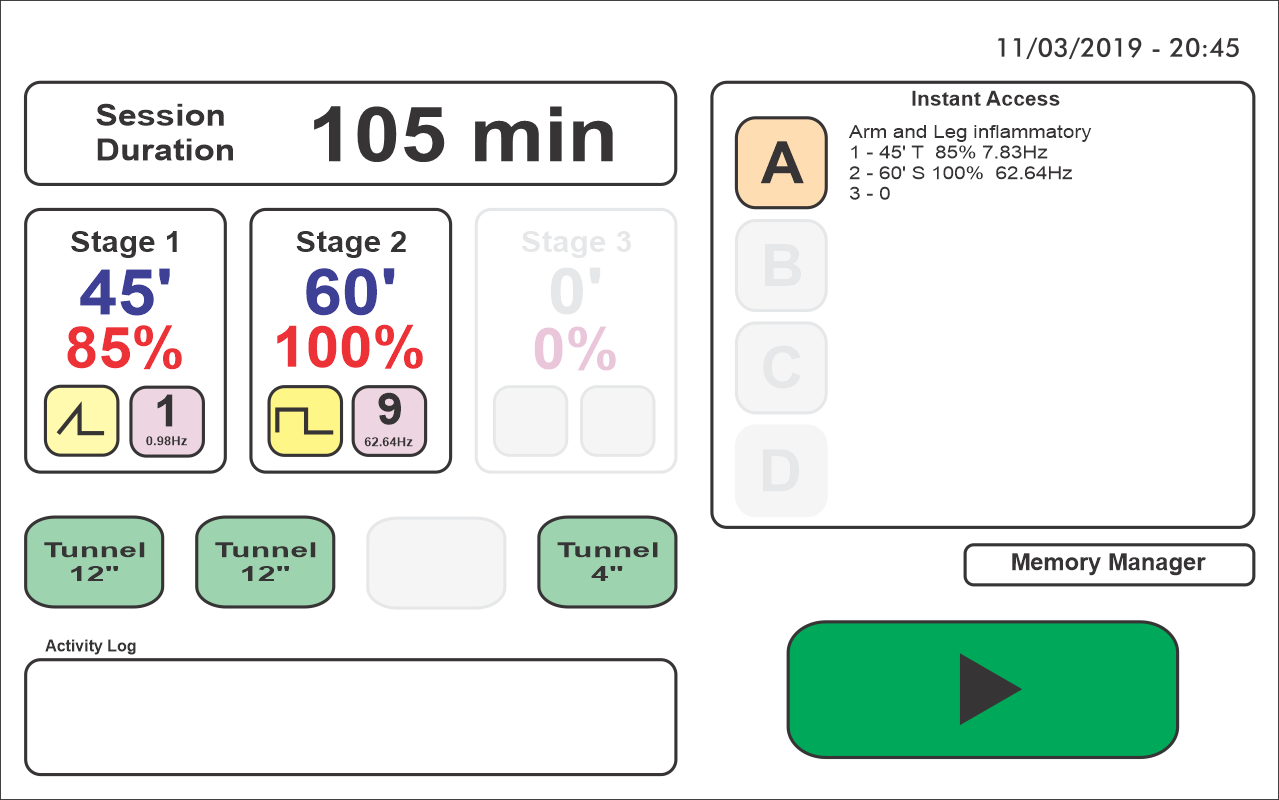 11/03/2019 - 20:45
Session
Duration
105 min
Stage 1
45'
85%
1
0.98Hz
Stage 2
60'
100%
9
62.64Hz
Stage 3
0'
0%
Tunnel
12"
Tunnel
12"
Tunnel
4"
Activity Log
Instant Access
A
Arm and Leg inflammatory
1 - 45' T  85% 7.83Hz
2 - 60' S 100%  62.64Hz
3 - 0
B
C
D
Memory Manager